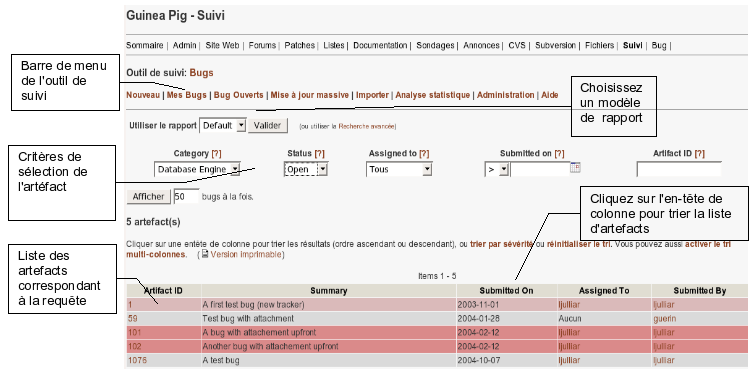 Guinea Pig - Suivi
Sommaire | Admin | Site Web | Forums | Patches | Listes | Documentation | Sondages | Annonces | CVS | Subversion | Fichiers | Suivi | Bug |
Barre de menu
de l'outil de
suivi
Outil de suivi: Bugs
Nouveau | Mes Bugs | Bug Ouverts | Mise à jour massive | Importer | Analyse statistique | Administration | Aide
Choisissez
un modèle
de rapport
Utiliser le rapport Default Valider (ou utiliser la Recherche avancée)
Critères de
sélection de
l'artéfact
Category [?] Status [?] Assigned to [?] Submitted on [?] Artifact ID [?]
Database Engine Open Tous >
Afficher 50 bugs à la fois.
Cliquez sur l'en-tête de
colonne pour trier la liste
d'artefacts
5 artefact(s)
Cliquer sur une entête de colonne pour trier les résultats (ordre ascendant ou descendant), ou trier par sévérité ou réinitialiser le tri. Vous pouvez aussi activer le tri
multi-colonnes. ( Version imprimable)
Liste des
artefacts
correspondant
à la requête
Items 1 - 5
Artifact ID Summary Submitted On Assigned To Submitted By
1 A first test bug (new tracker) 2003-11-01 ljulliar ljulliar
59 Test bug with attachment 2004-01-28 Aucun guerin
101 A bug with attachement upfront 2004-02-12 ljulliar ljulliar
102 Another bug with attachement upfront 2004-02-12 ljulliar ljulliar
1076 A test bug 2004-10-07 ljulliar ljulliar